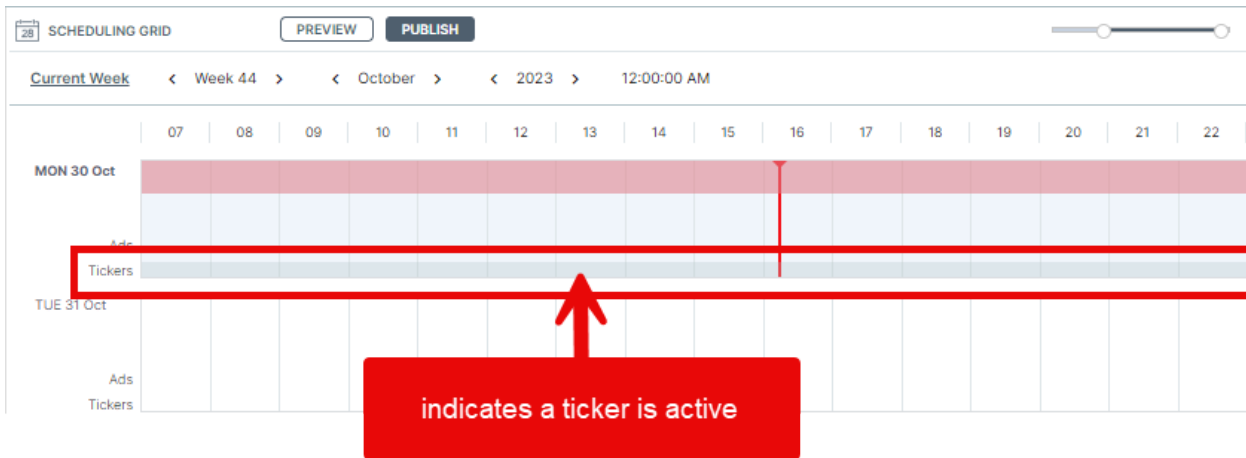 28 SCHEDULING GRID PREVIEW PUBLISH
Current Week < Week 44 > < October > < 2023 > 12:00:00 AM
07 08 09 10 11 12 13 14 15 16 17 18 19 20 21 22
MON 30 Oct
Ads
Tickers
TUE 31 Oct
Ads
Tickers
indicates a ticker is active